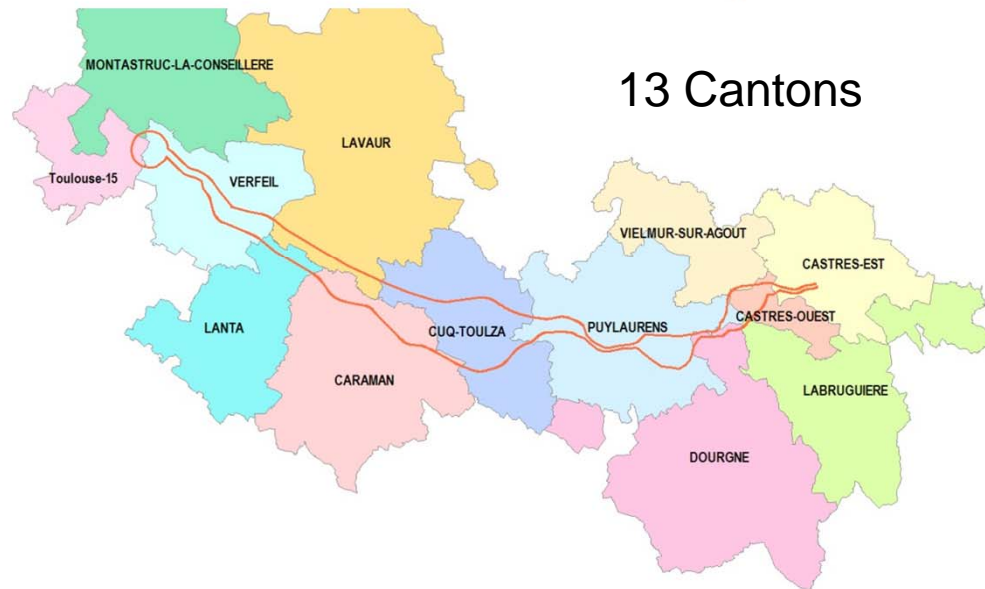 13 Cantons
MONTASTRUC-LA-CONSEILLERE
LAVAUR
Toulouse-15
VERFEIL
VIELMUR-SUR-AGOUT
CASTRES-EST
LANTA
CUQ-TOULZA
PUYLAURENS
CASTRES-OUEST
CARAMAN
LABRUGUIERE
DOURGNE